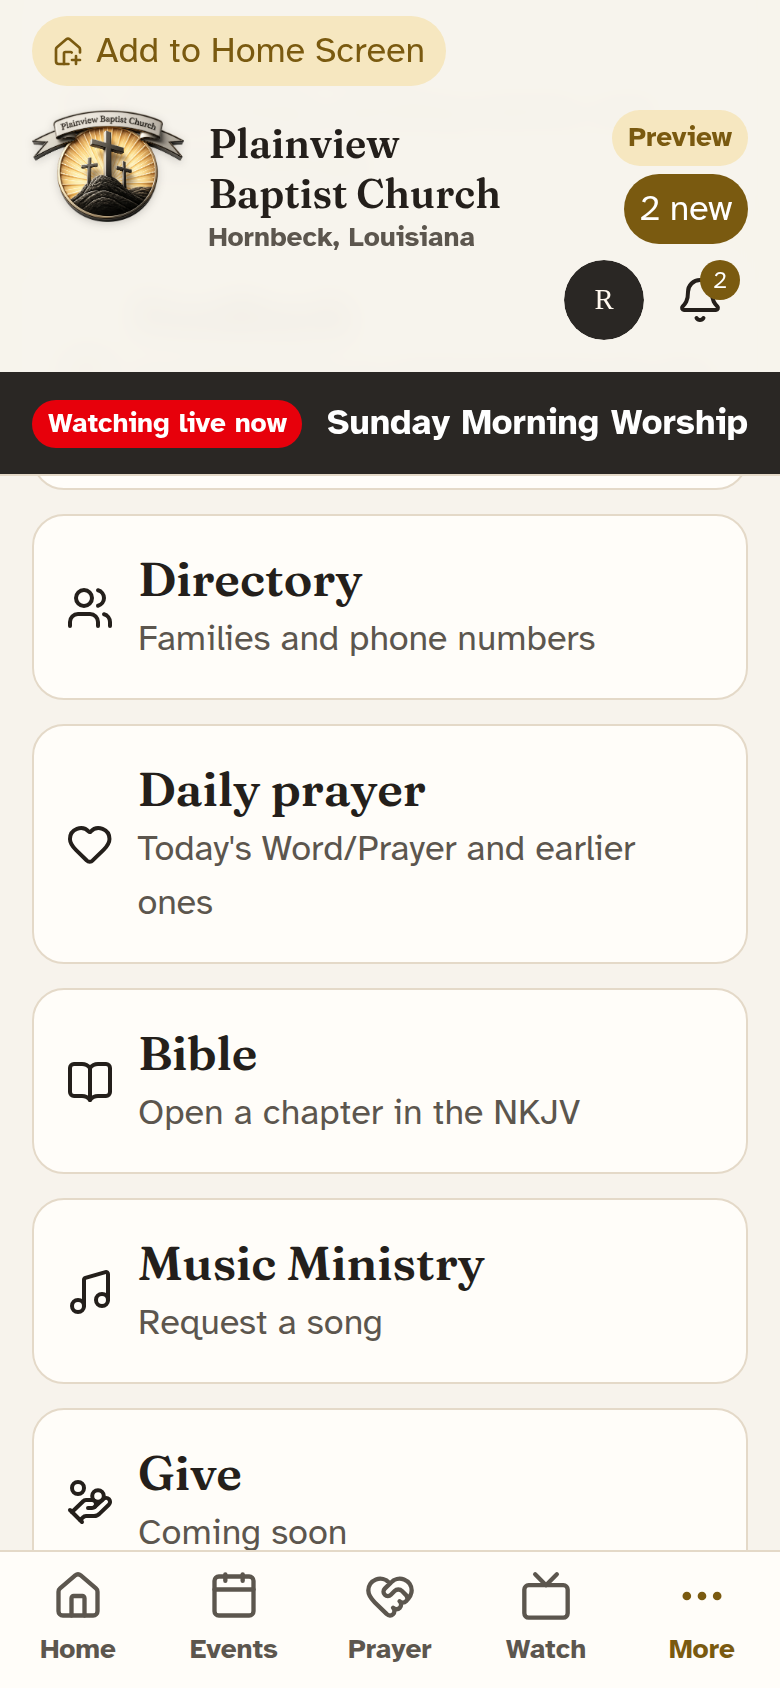 Add to Home Screen
Plainview Baptist Church
Plainview
Baptist Church
Hornbeck, Louisiana
Preview
2 new
R
2
Watching live now
Sunday Morning Worship
Directory
Families and phone numbers
Daily prayer
Today's Word/Prayer and earlier
ones
Bible
Open a chapter in the NKJV
Music Ministry
Request a song
Give
Coming soon
Home
Events
Prayer
Watch
More